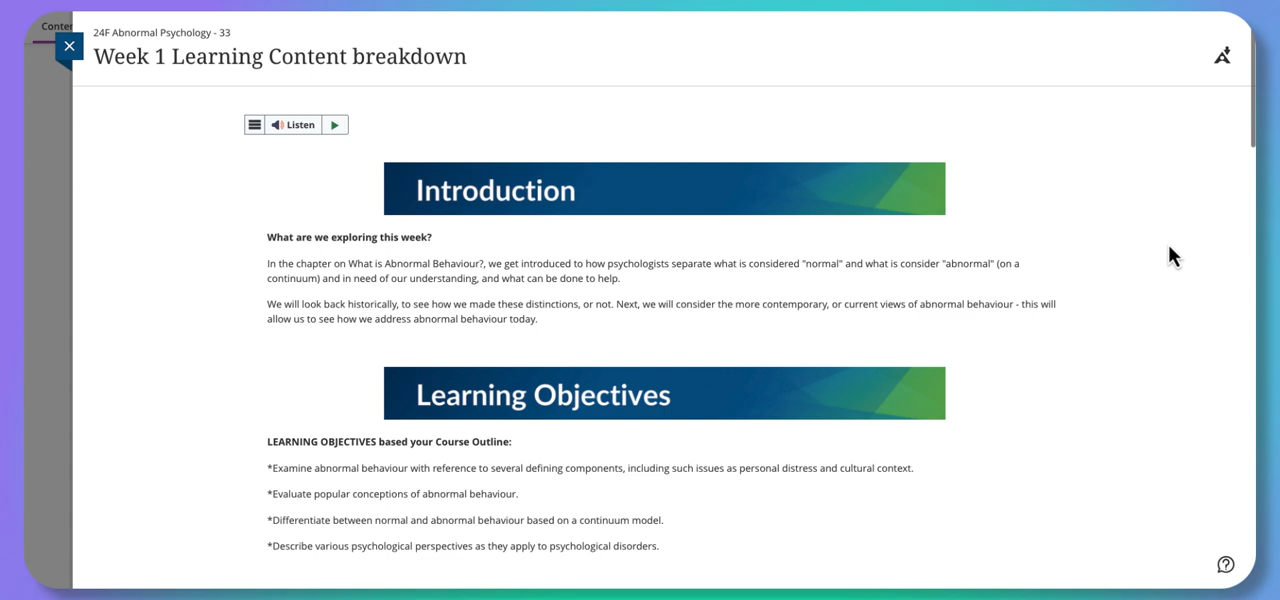 Conten
24F Abnormal Psychology - 33
Week 1 Learning Content breakdown
Listen
Introduction
What are we exploring this week?
In the chapter on What is Abnormal Behaviour?, we get introduced to how psychologists separate what is considered "normal" and what is consider "abnormal" (on a
continuum) and in need of our understanding, and what can be done to help.
We will look back historically, to see how we made these distinctions, or not. Next, we will consider the more contemporary, or current views of abnormal behaviour - this will
allow us to see how we address abnormal behaviour today.
Learning Objectives
LEARNING OBJECTIVES based your Course Outline:
*Examine abnormal behaviour with reference to several defining components, including such issues as personal distress and cultural context.
*Evaluate popular conceptions of abnormal behaviour.
*Differentiate between normal and abnormal behaviour based on a continuum model.
*Describe various psychological perspectives as they apply to psychological disorders.